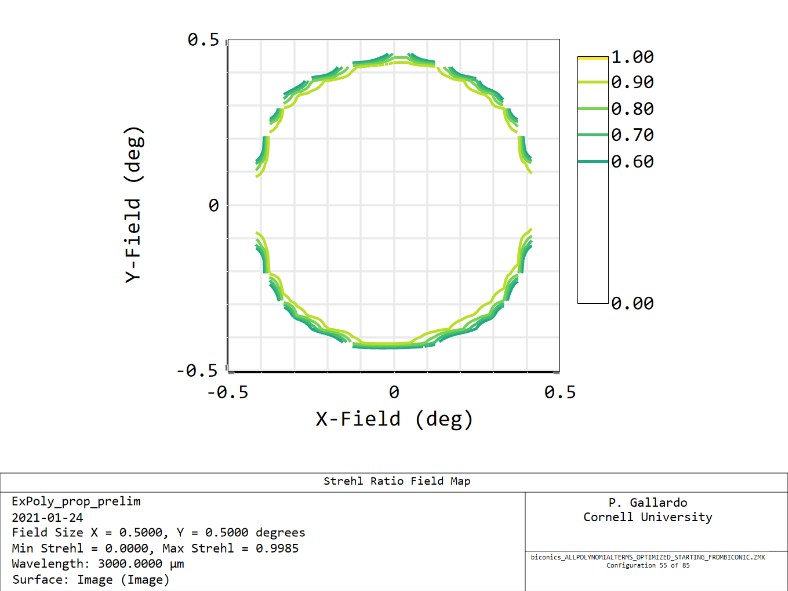 0.5
0
-0.5
Y-Field (deg)
-0.5
0
0.5
X-Field (deg)
1.00
0.90
0.80
0.70
0.60
0.00
Strehl Ratio Field Map
ExPoly_prop_prelim
2021-01-24
Field Size X = 0.5000, Y = 0.5000 degrees
Min Strehl = 0.0000, Max Strehl = 0.9985
Wavelength: 3000.0000 µm
Surface: Image (Image)
P. Gallardo
Cornell University
biconics_ALLPOLYNOMIALTERMS_OPTIMIZED_STARTING_FROMBICONIC.ZMX
Configuration 55 of 85